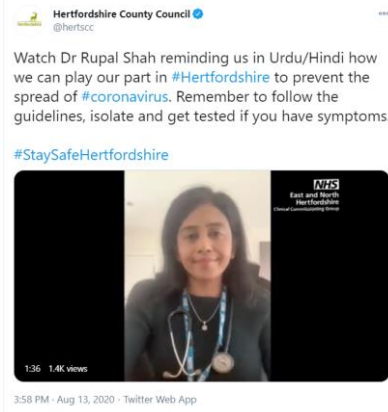 Hertfordshire County Council
@hertscc
Watch Dr Rupal Shah reminding us in Urdu/Hindi how
we can play our part in #Hertfordshire to prevent the
spread of #coronavirus. Remember to follow the
guidelines, isolate and get tested if you have symptoms
#StaySafeHertfordshire
NHS
East and North
Hertfordshire
Clinical Commissioning Group
1:36 1.4K views
3:58 PM · Aug 13, 2020 · Twitter Web App